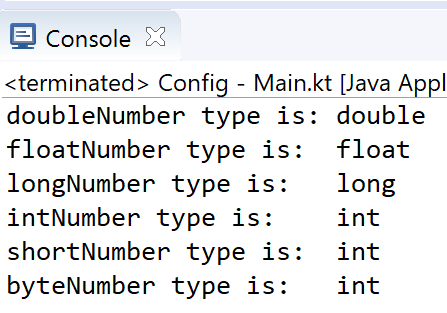 Console
<terminated> Config - Main.kt [Java Appl
doubleNumber type is: double
floatNumber type is:  float
longNumber type is:   long
intNumber type is:    int
shortNumber type is:  int
byteNumber type is:   int